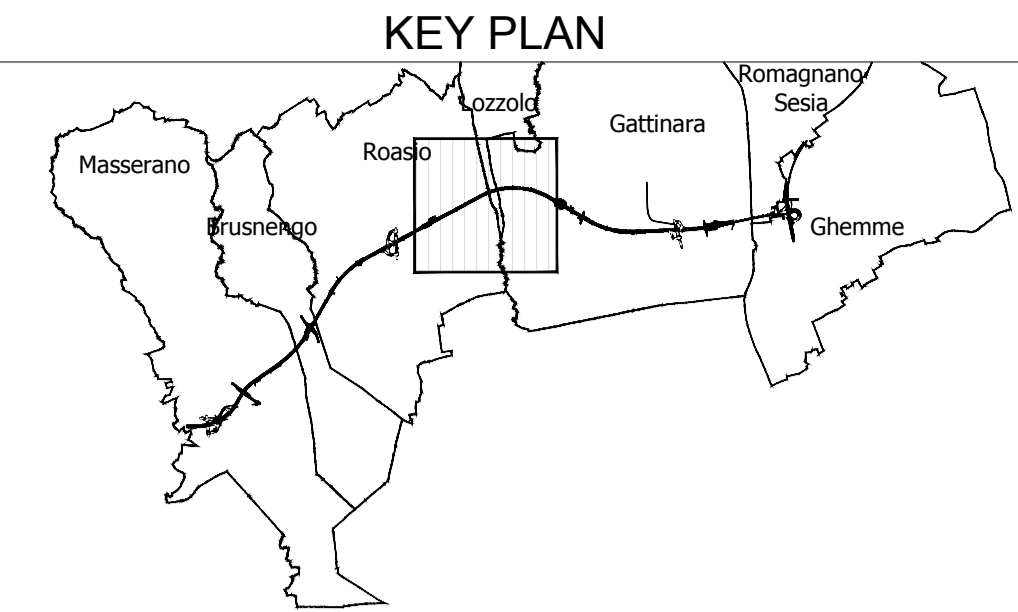 KEY PLAN
Romagnano
Sesia
Lozzolo
Gattinara
Roasio
Masserano
Brusnengo
Ghemme